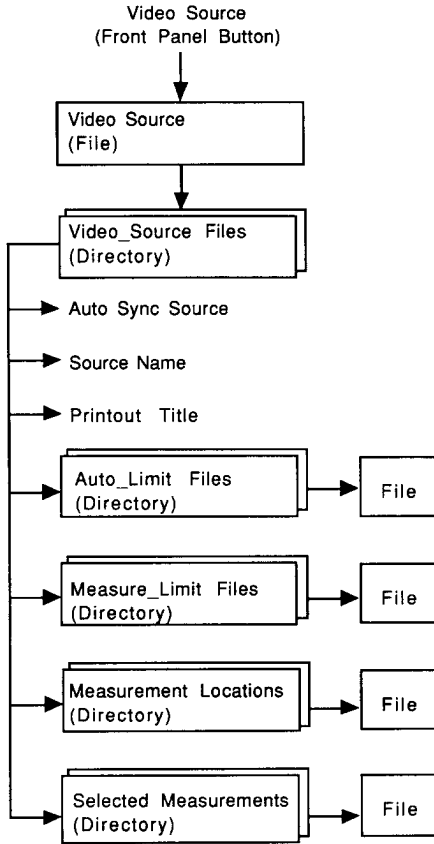 Video Source
(Front Panel Button)
Video Source
(File)
Video_Source Files
(Directory)
Auto Sync Source
Source Name
Printout Title
Auto_Limit Files
(Directory)
File
Measure_Limit Files
(Directory)
File
Measurement Locations
(Directory)
File
Selected Measurements
(Directory)
File